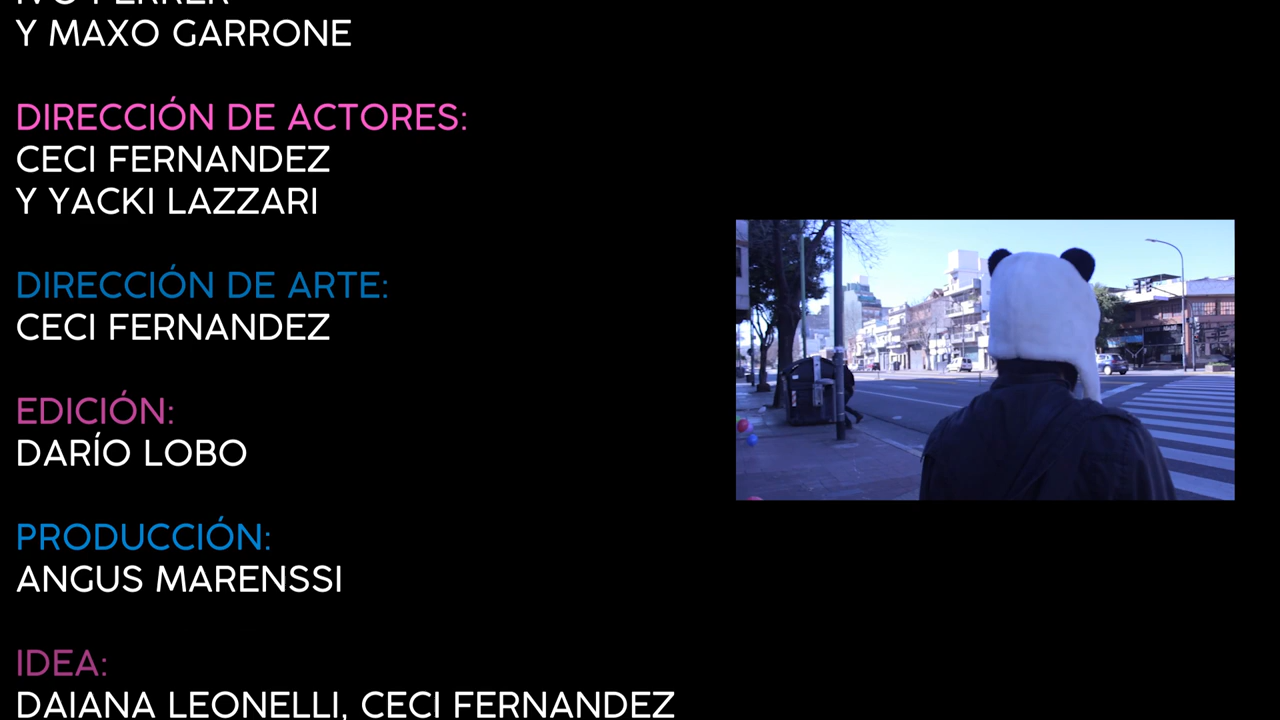 Y MAXO GARRONE
DIRECCIÓN DE ACTORES:
CECI FERNANDEZ
Y YACKI LAZZARI
DIRECCIÓN DE ARTE:
CECI FERNANDEZ
EDICIÓN:
DARÍO LOBO
PRODUCCIÓN:
ANGUS MARENSSI
IDEA:
DAIANA LEONELLI, CECI FERNANDEZ